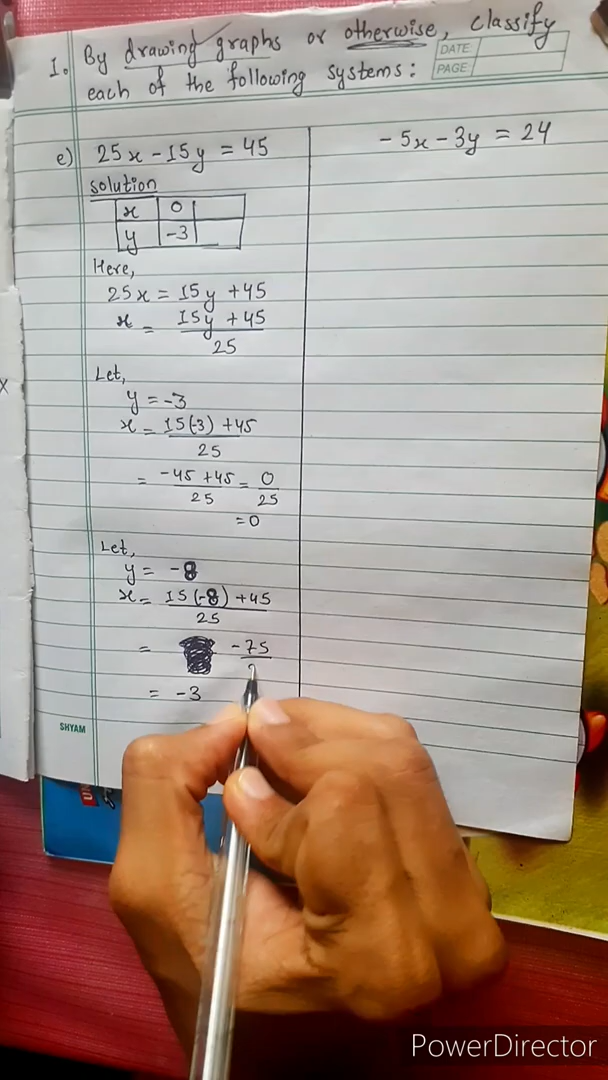 1. By drawing graphs or otherwise, classify
each of the following systems:
DATE:
PAGE
e) 25x - 15y = 45
solution
x 0
y -3
Here,
25x = 15y + 45
x = 15y + 45
25
Let,
y = -3
x = 15(-3) + 45
25
= -45 + 45 = 0
25 25
= 0
Let,
y = -8
x = 15(-8) + 45
25
= -75
= -3
-5x - 3y = 24
SHYAM
UN
X
PowerDirector